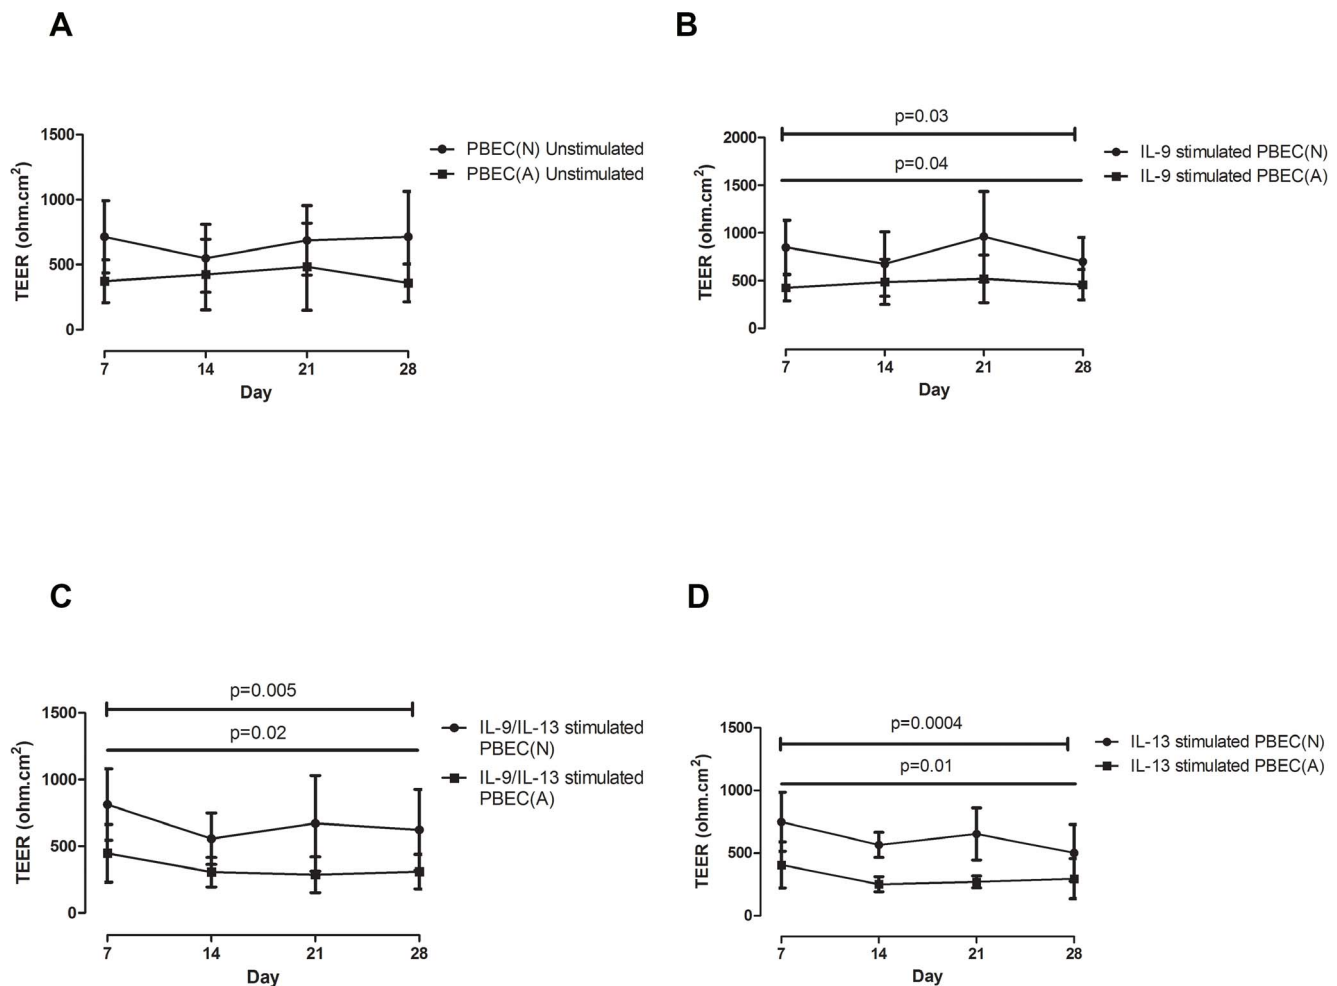 A
1500
1000
500
0
TEER (ohm.cm²)
7 14 21 28
Day
PBEC(N) Unstimulated
PBEC(A) Unstimulated
B
p=0.03
p=0.04
2000
1500
1000
500
0
TEER (ohm.cm²)
7 14 21 28
Day
IL-9 stimulated PBEC(N)
IL-9 stimulated PBEC(A)
C
p=0.005
p=0.02
1500
1000
500
0
TEER (ohm.cm²)
7 14 21 28
Day
IL-9/IL-13 stimulated
PBEC(N)
IL-9/IL-13 stimulated
PBEC(A)
D
p=0.0004
p=0.01
1500
1000
500
0
TEER (ohm.cm²)
7 14 21 28
Day
IL-13 stimulated PBEC(N)
IL-13 stimulated PBEC(A)